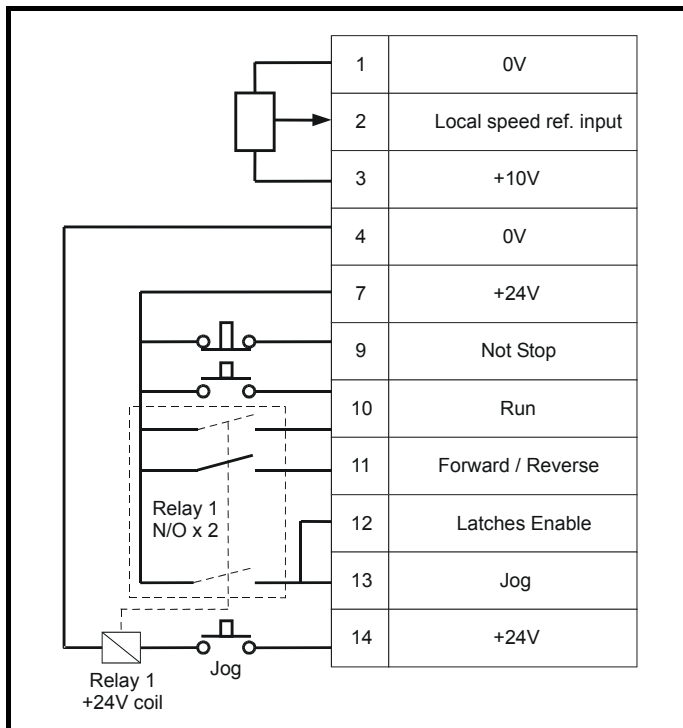 1 0V
2 Local speed ref. input
3 +10V
4 0V
7 +24V
9 Not Stop
10 Run
11 Forward / Reverse
12 Latches Enable
13 Jog
14 +24V
Relay 1
N/O x 2
Jog
Relay 1
+24V coil